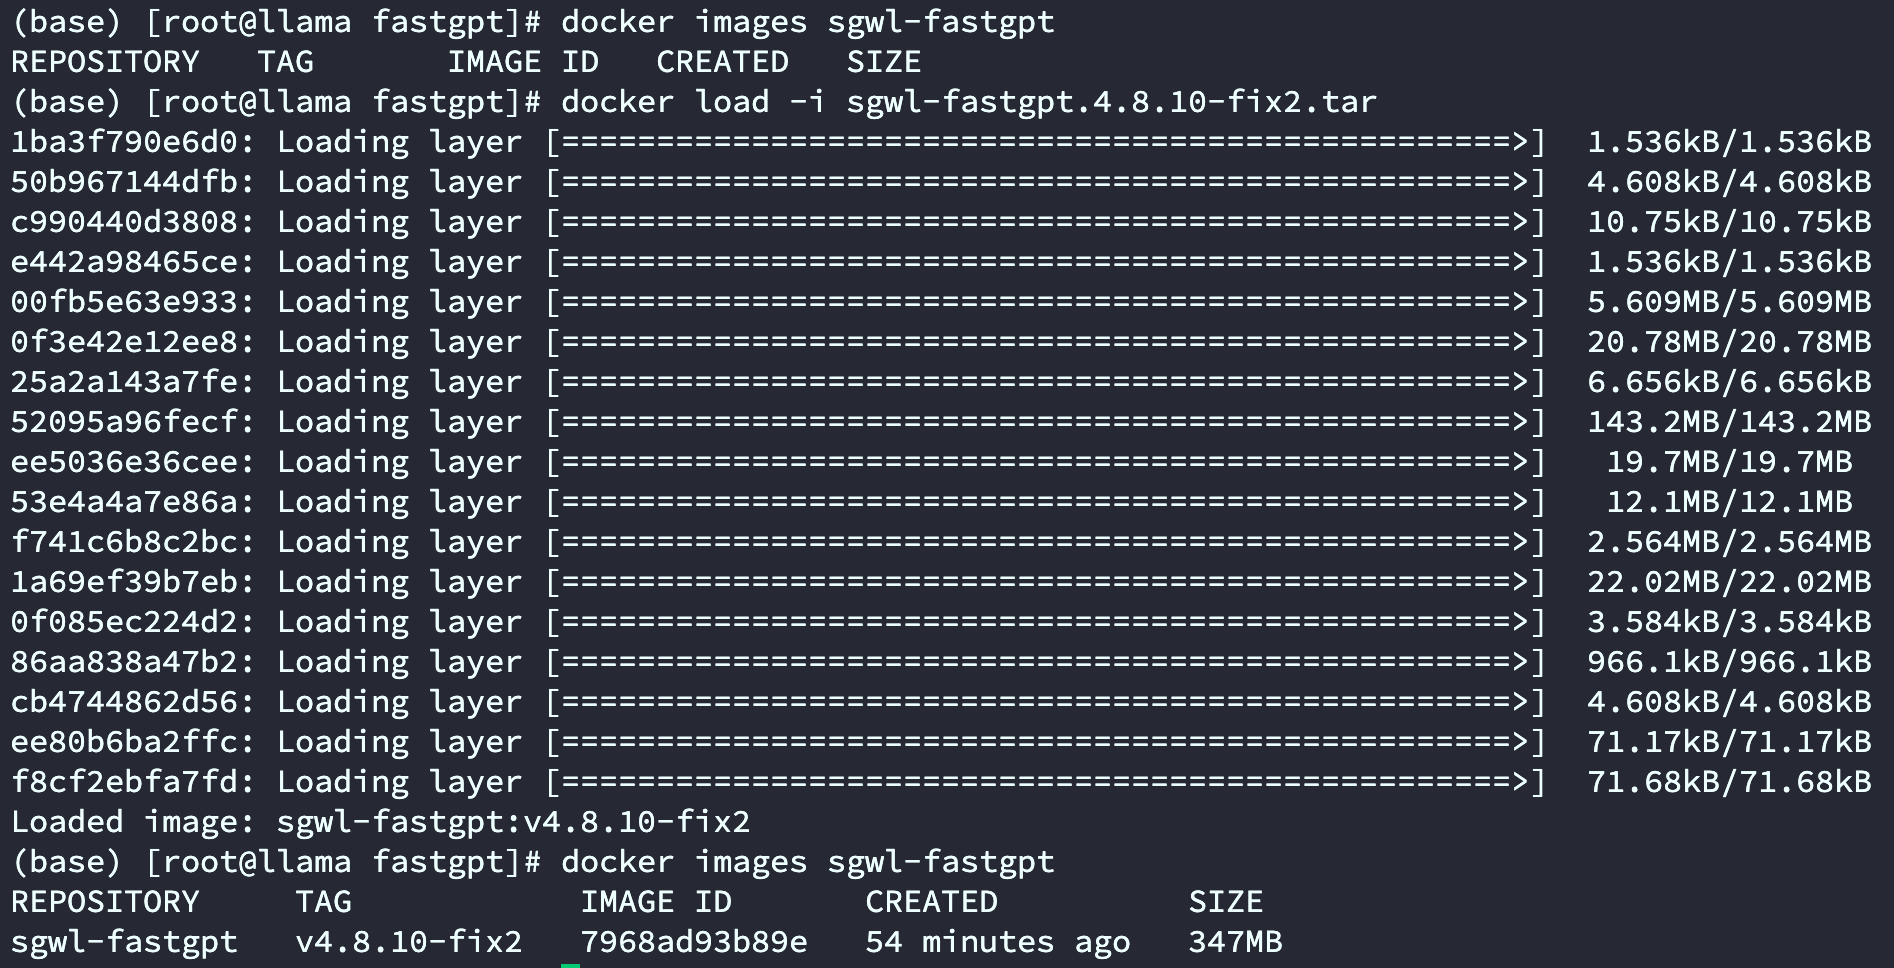 (base) [root@llama fastgpt]# docker images sgwl-fastgpt
REPOSITORY   TAG       IMAGE ID   CREATED   SIZE
(base) [root@llama fastgpt]# docker load -i sgwl-fastgpt.4.8.10-fix2.tar
1ba3f790e6d0: Loading layer [==================================================>]  1.536kB/1.536kB
50b967144dfb: Loading layer [==================================================>]  4.608kB/4.608kB
c990440d3808: Loading layer [==================================================>]  10.75kB/10.75kB
e442a98465ce: Loading layer [==================================================>]  1.536kB/1.536kB
00fb5e63e933: Loading layer [==================================================>]  5.609MB/5.609MB
0f3e42e12ee8: Loading layer [==================================================>]  20.78MB/20.78MB
25a2a143a7fe: Loading layer [==================================================>]  6.656kB/6.656kB
52095a96fecf: Loading layer [==================================================>]  143.2MB/143.2MB
ee5036e36cee: Loading layer [==================================================>]   19.7MB/19.7MB
53e4a4a7e86a: Loading layer [==================================================>]   12.1MB/12.1MB
f741c6b8c2bc: Loading layer [==================================================>]  2.564MB/2.564MB
1a69ef39b7eb: Loading layer [==================================================>]  22.02MB/22.02MB
0f085ec224d2: Loading layer [==================================================>]  3.584kB/3.584kB
86aa838a47b2: Loading layer [==================================================>]  966.1kB/966.1kB
cb4744862d56: Loading layer [==================================================>]  4.608kB/4.608kB
ee80b6ba2ffc: Loading layer [==================================================>]  71.17kB/71.17kB
f8cf2ebfa7fd: Loading layer [==================================================>]  71.68kB/71.68kB
Loaded image: sgwl-fastgpt:v4.8.10-fix2
(base) [root@llama fastgpt]# docker images sgwl-fastgpt
REPOSITORY     TAG            IMAGE ID       CREATED          SIZE
sgwl-fastgpt   v4.8.10-fix2   7968ad93b89e   54 minutes ago   347MB